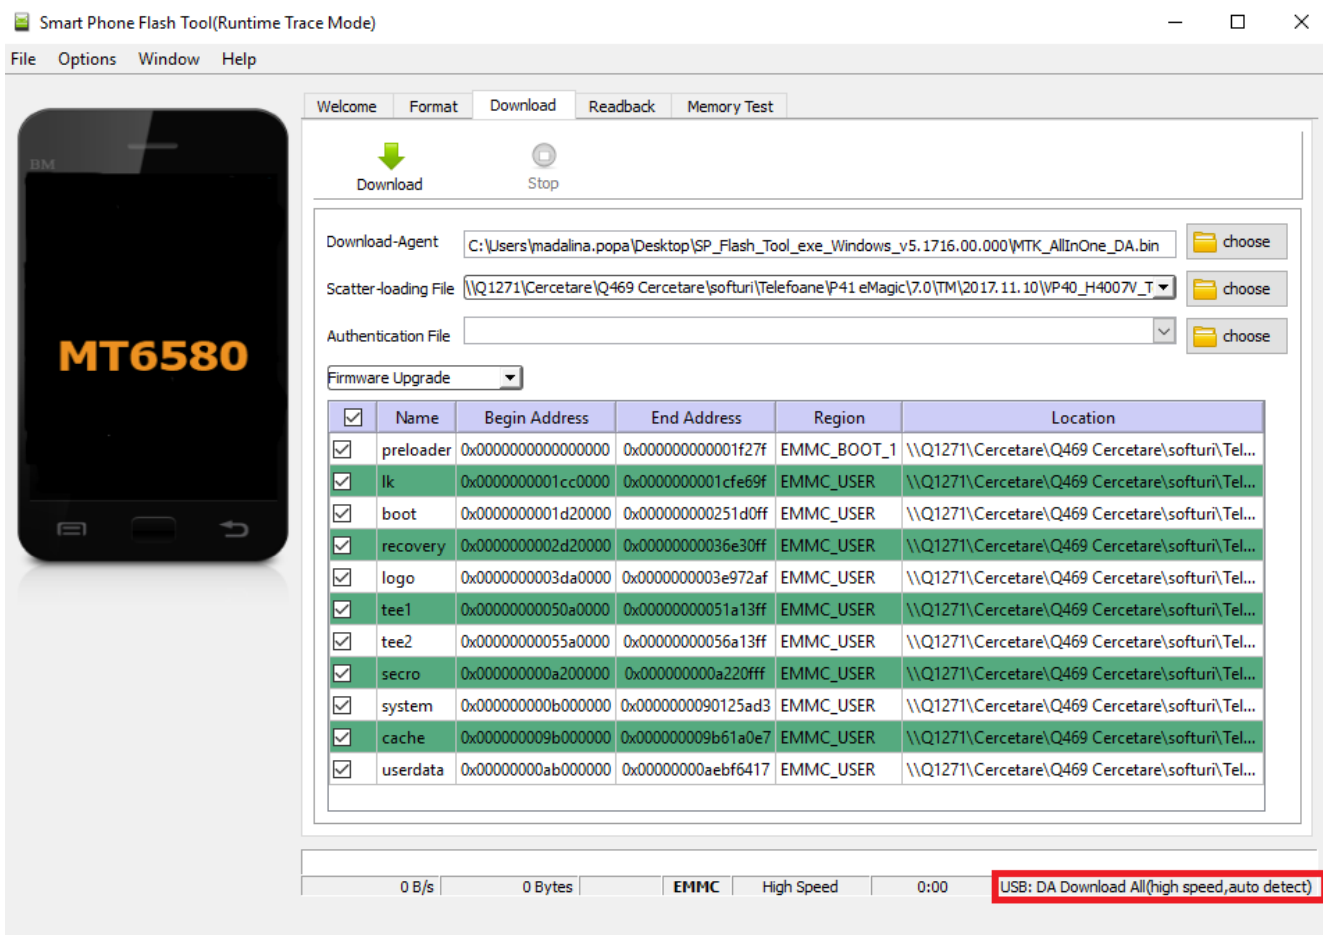 Smart Phone Flash Tool(Runtime Trace Mode)
File Options Window Help
Welcome Format Download Readback Memory Test
BM
MT6580
Download Stop
Download-Agent C:\Users\madalina.popa\Desktop\SP_Flash_Tool_exe_Windows_v5.1716.00.000\MTK_AllInOne_DA.bin choose
Scatter-loading File \\Q1271\Cercetare\Q469 Cercetare\softuri\Telefoane\P41 eMagic\7.0\TM\2017.11.10\VP40_H4007V_T choose
Authentication File choose
Firmware Upgrade
Name Begin Address End Address Region Location
preloader 0x0000000000000000 0x000000000001f27f EMMC_BOOT_1 \\Q1271\Cercetare\Q469 Cercetare\softuri\Tel...
lk 0x0000000001cc0000 0x0000000001cfe69f EMMC_USER \\Q1271\Cercetare\Q469 Cercetare\softuri\Tel...
boot 0x0000000001d20000 0x000000000251d0ff EMMC_USER \\Q1271\Cercetare\Q469 Cercetare\softuri\Tel...
recovery 0x0000000002d20000 0x00000000036e30ff EMMC_USER \\Q1271\Cercetare\Q469 Cercetare\softuri\Tel...
logo 0x0000000003da0000 0x0000000003e972af EMMC_USER \\Q1271\Cercetare\Q469 Cercetare\softuri\Tel...
tee1 0x00000000050a0000 0x00000000051a13ff EMMC_USER \\Q1271\Cercetare\Q469 Cercetare\softuri\Tel...
tee2 0x00000000055a0000 0x00000000056a13ff EMMC_USER \\Q1271\Cercetare\Q469 Cercetare\softuri\Tel...
secro 0x000000000a200000 0x000000000a220fff EMMC_USER \\Q1271\Cercetare\Q469 Cercetare\softuri\Tel...
system 0x000000000b000000 0x0000000090125ad3 EMMC_USER \\Q1271\Cercetare\Q469 Cercetare\softuri\Tel...
cache 0x000000009b000000 0x000000009b61a0e7 EMMC_USER \\Q1271\Cercetare\Q469 Cercetare\softuri\Tel...
userdata 0x00000000ab000000 0x00000000aebf6417 EMMC_USER \\Q1271\Cercetare\Q469 Cercetare\softuri\Tel...
0 B/s 0 Bytes EMMC High Speed 0:00 USB: DA Download All(high speed,auto detect)